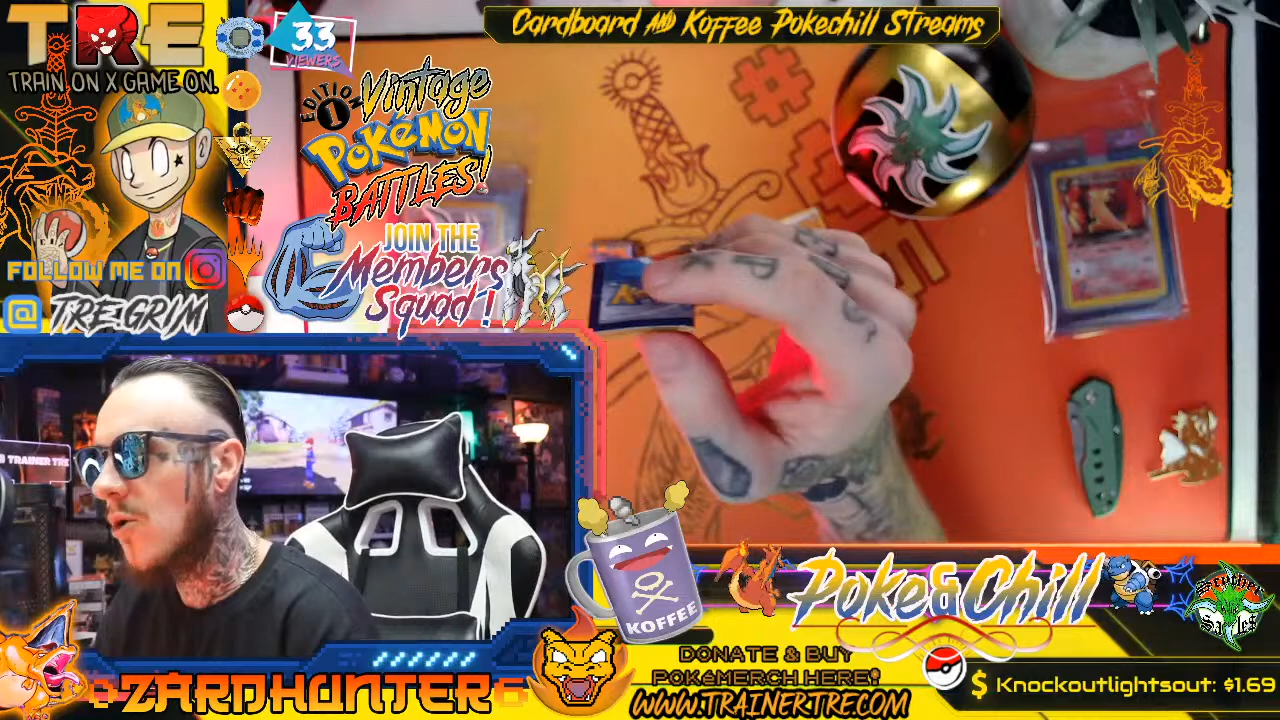 Cardboard AND Koffee Pokechill Streams
TRE
TRAIN ON X GAME ON.
33
VIEWERS
EDITION
1
Vintage
POKéMON
BATTLES!
JOIN THE
Members
Squad!
FOLLOW ME ON
@TRE.GRIM
TRAINER TRE
KOFFEE
Poke&Chill
ZARDHUNTER
DONATE & BUY
POKéMERCH HERE!
WWW.TRAINERTRE.COM
$ Knockoutlightsout: $1.69